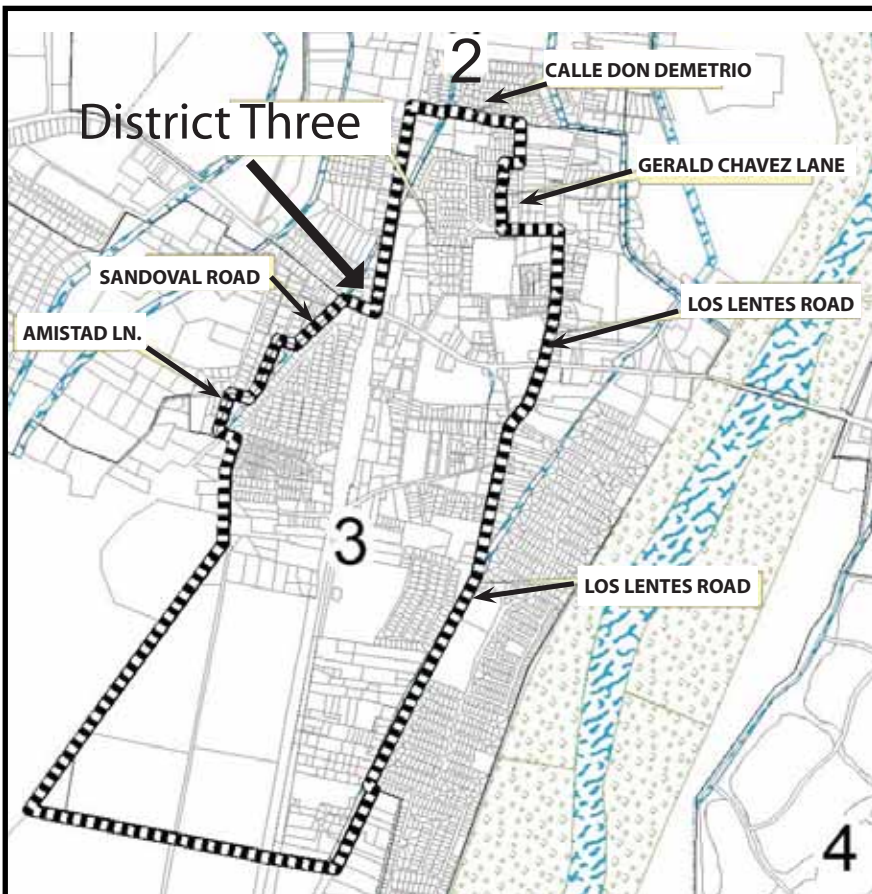 2
CALLE DON DEMETRIO
District Three
GERALD CHAVEZ LANE
SANDOVAL ROAD
LOS LENTES ROAD
AMISTAD LN.
3
LOS LENTES ROAD
4